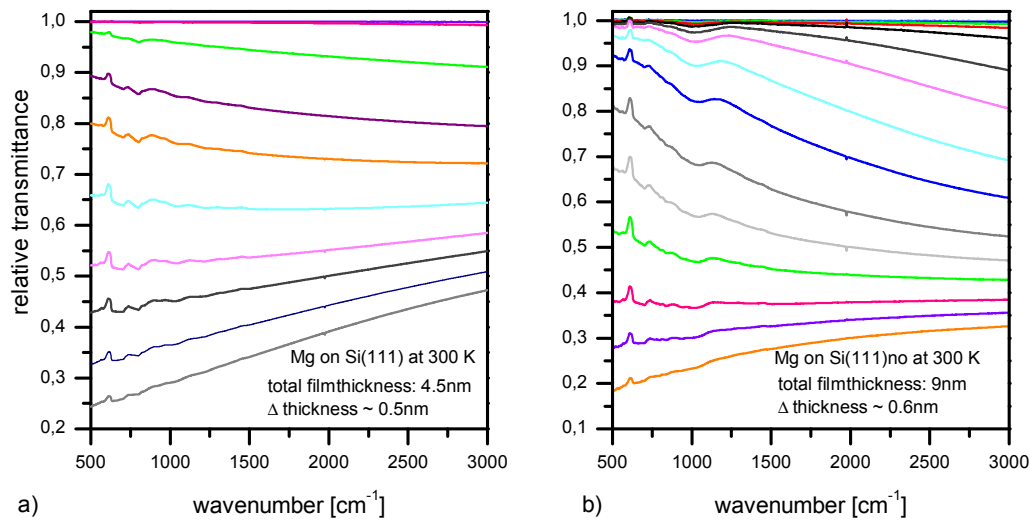 relative transmittance
1,0
0,9
0,8
0,7
0,6
0,5
0,4
0,3
0,2
Mg on Si(111) at 300 K
total filmthickness: 4.5nm
Δ thickness ~ 0.5nm
500 1000 1500 2000 2500 3000
a) wavenumber [cm-1]
1,0
0,9
0,8
0,7
0,6
0,5
0,4
0,3
0,2
0,1
Mg on Si(111)no at 300 K
total filmthickness: 9nm
Δ thickness ~ 0.6nm
500 1000 1500 2000 2500 3000
b) wavenumber [cm-1]